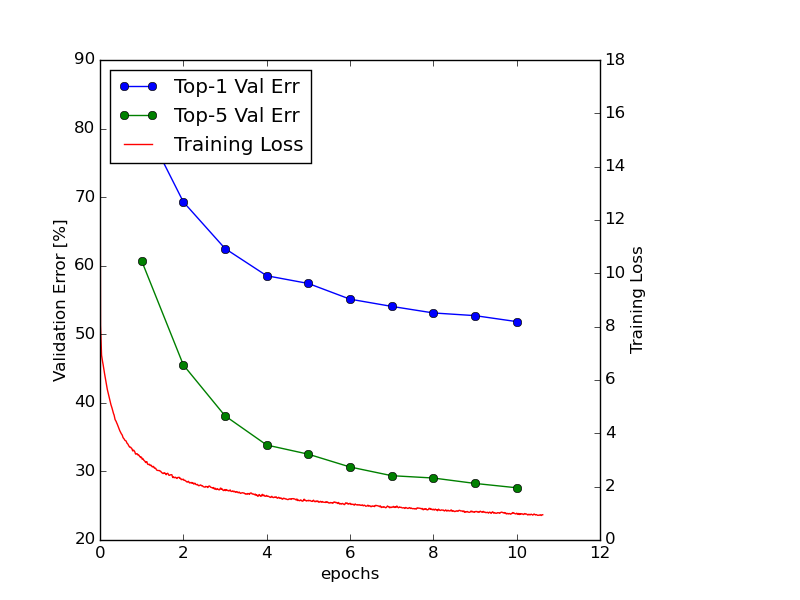 Top-1 Val Err
Top-5 Val Err
Training Loss
90
80
70
60
50
40
30
20
Validation Error [%]
18
16
14
12
10
8
6
4
2
0
Training Loss
0 2 4 6 8 10 12
epochs